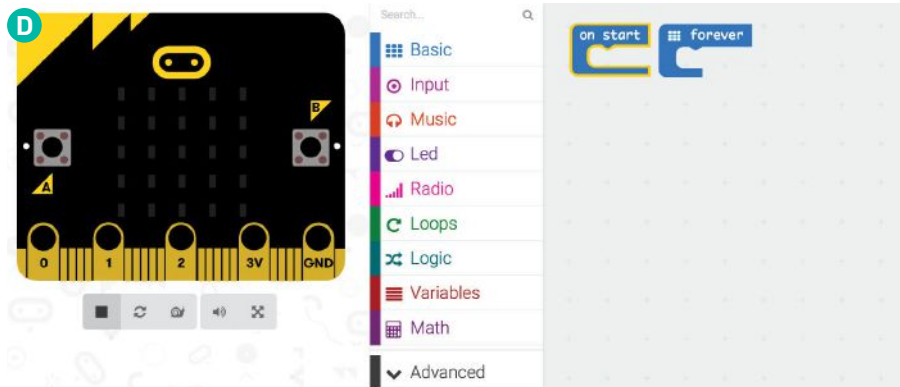 D
Search...
Basic
Input
Music
Led
Radio
Loops
Logic
Variables
Math
Advanced
on start
forever
B
A
0 1 2 3V GND